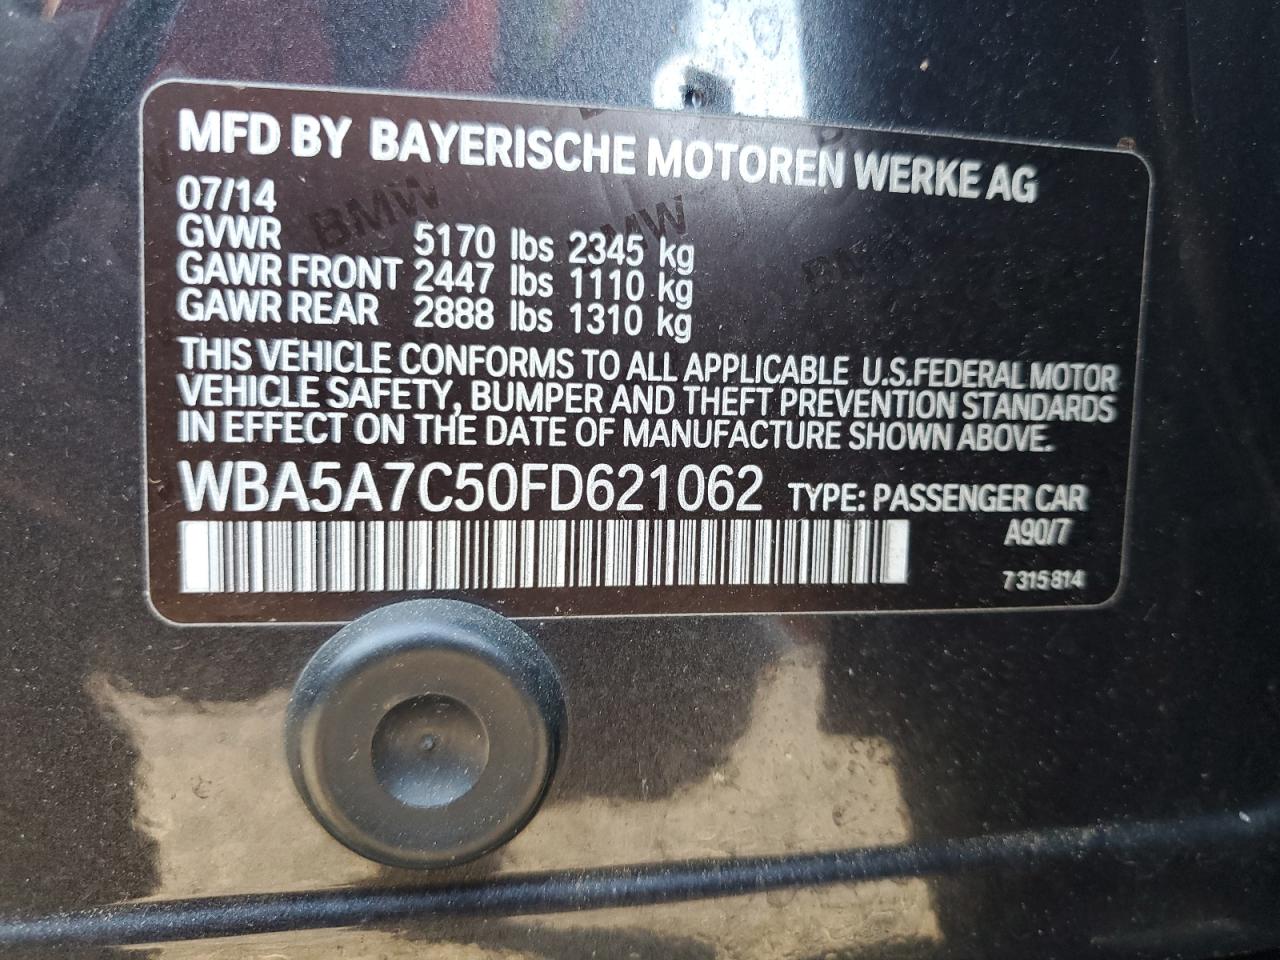 MFD BY BAYERISCHE MOTOREN WERKE AG
07/14
GVWR 5170 lbs 2345 kg
GAWR FRONT 2447 lbs 1110 kg
GAWR REAR 2888 lbs 1310 kg
THIS VEHICLE CONFORMS TO ALL APPLICABLE U.S.FEDERAL MOTOR
VEHICLE SAFETY, BUMPER AND THEFT PREVENTION STANDARDS
IN EFFECT ON THE DATE OF MANUFACTURE SHOWN ABOVE.
WBA5A7C50FD621062 TYPE: PASSENGER CAR
A90/7
7 315 814
BMW
BMW
BMW